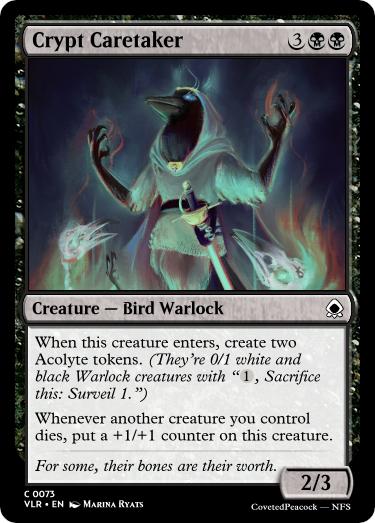 Crypt Caretaker 3
Creature — Bird Warlock
When this creature enters, create two
Acolyte tokens. (They're 0/1 white and
black Warlock creatures with "1, Sacrifice
this: Surveil 1.")
Whenever another creature you control
dies, put a +1/+1 counter on this creature.
For some, their bones are their worth.
2/3
C 0073
VLR • EN Marina Ryats
CovetedPeacock — NFS